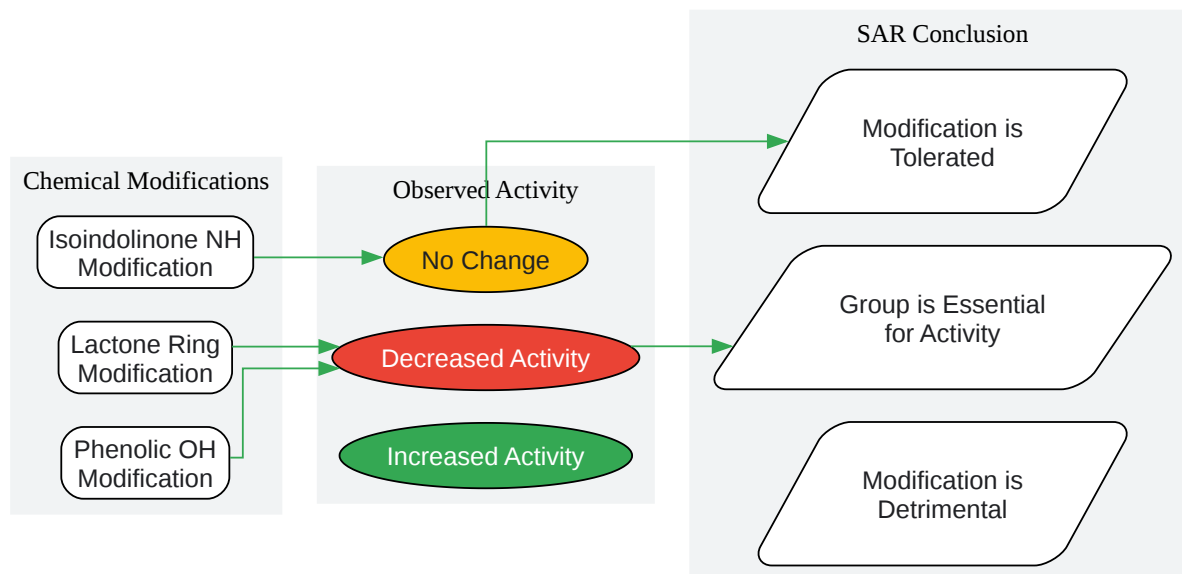 Chemical Modifications
Isoindolinone NH
Modification
Lactone Ring
Modification
Phenolic OH
Modification
Observed Activity
No Change
Decreased Activity
Increased Activity
SAR Conclusion
Modification is
Tolerated
Group is Essential
for Activity
Modification is
Detrimental